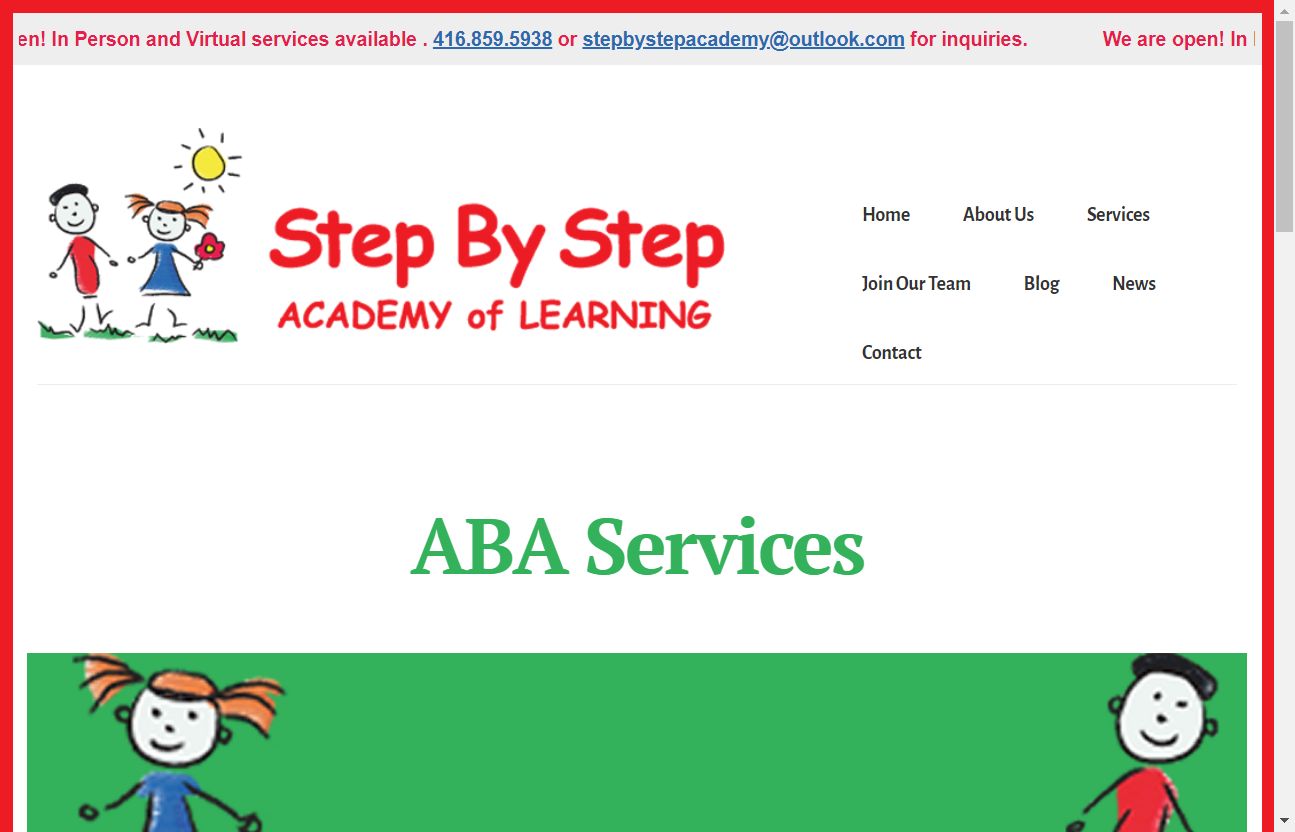 en! In Person and Virtual services available . 416.859.5938 or stepbystepacademy@outlook.com for inquiries. We are open! In
Step By Step
ACADEMY of LEARNING
Home About Us Services
Join Our Team Blog News
Contact
ABA Services